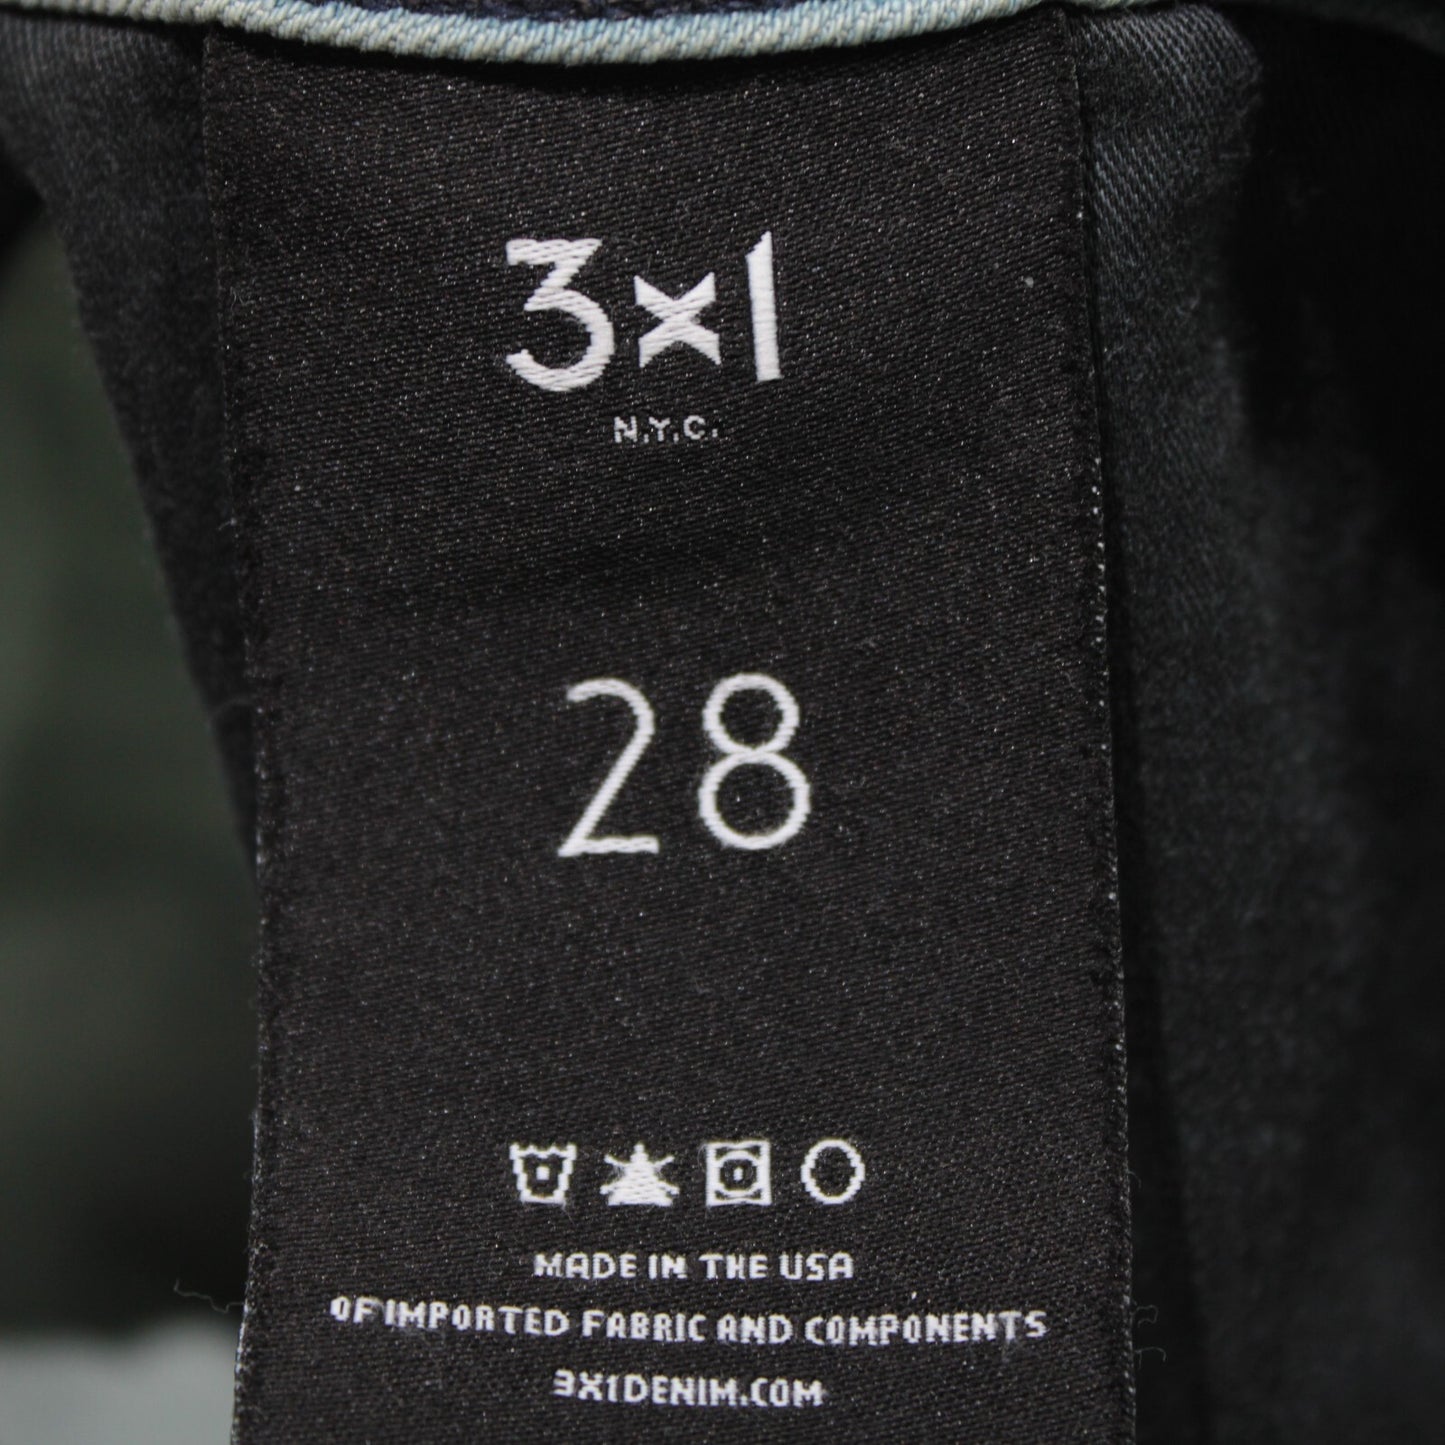 3x1
N.Y.C.
28
MADE IN THE USA
OF IMPORTED FABRIC AND COMPONENTS
3X1DENIM.COM